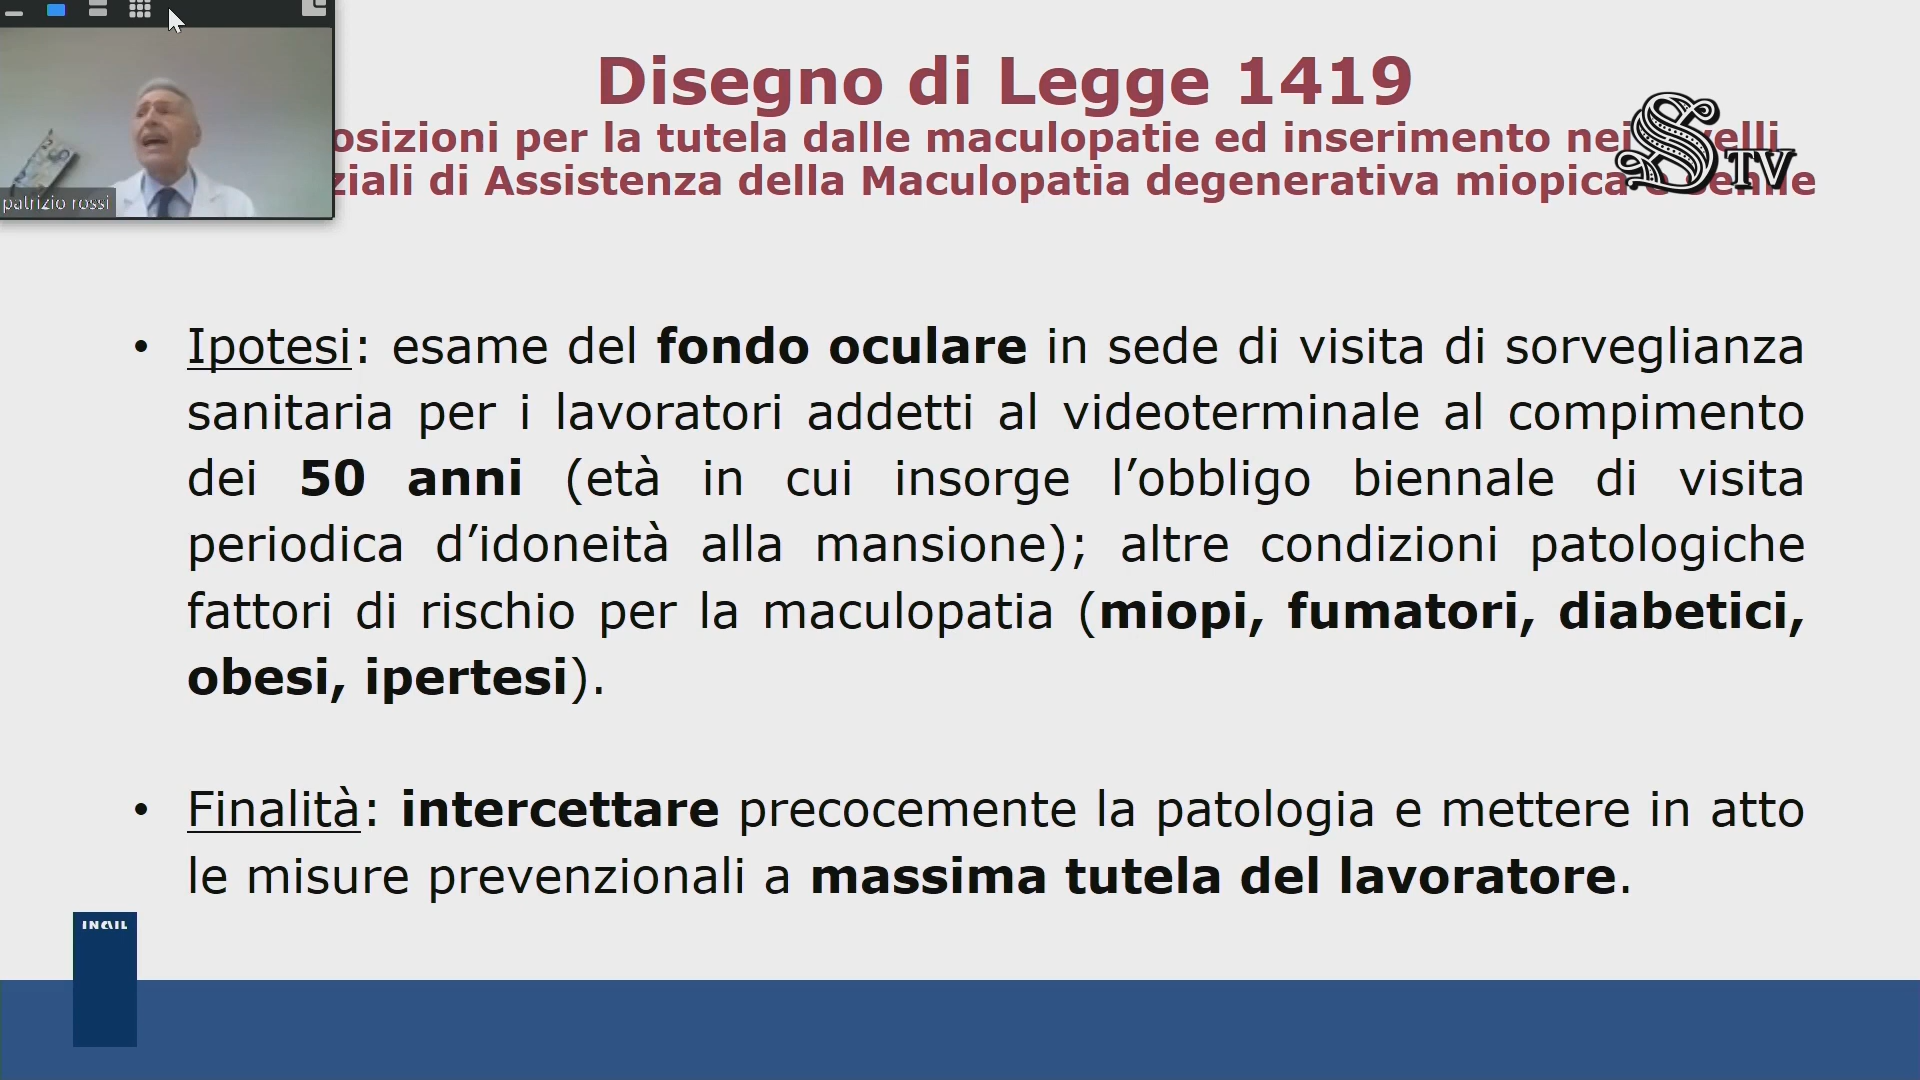 Disegno di Legge 1419
osizioni per la tutela dalle maculopatie ed inserimento nei velli
ziali di Assistenza della Maculopatia degenerativa miopica e senile
S TV
patrizio rossi
• Ipotesi: esame del fondo oculare in sede di visita di sorveglianza
sanitaria per i lavoratori addetti al videoterminale al compimento
dei 50 anni (età in cui insorge l’obbligo biennale di visita
periodica d’idoneità alla mansione); altre condizioni patologiche
fattori di rischio per la maculopatia (miopi, fumatori, diabetici,
obesi, ipertesi).
• Finalità: intercettare precocemente la patologia e mettere in atto
le misure prevenzionali a massima tutela del lavoratore.
INAIL